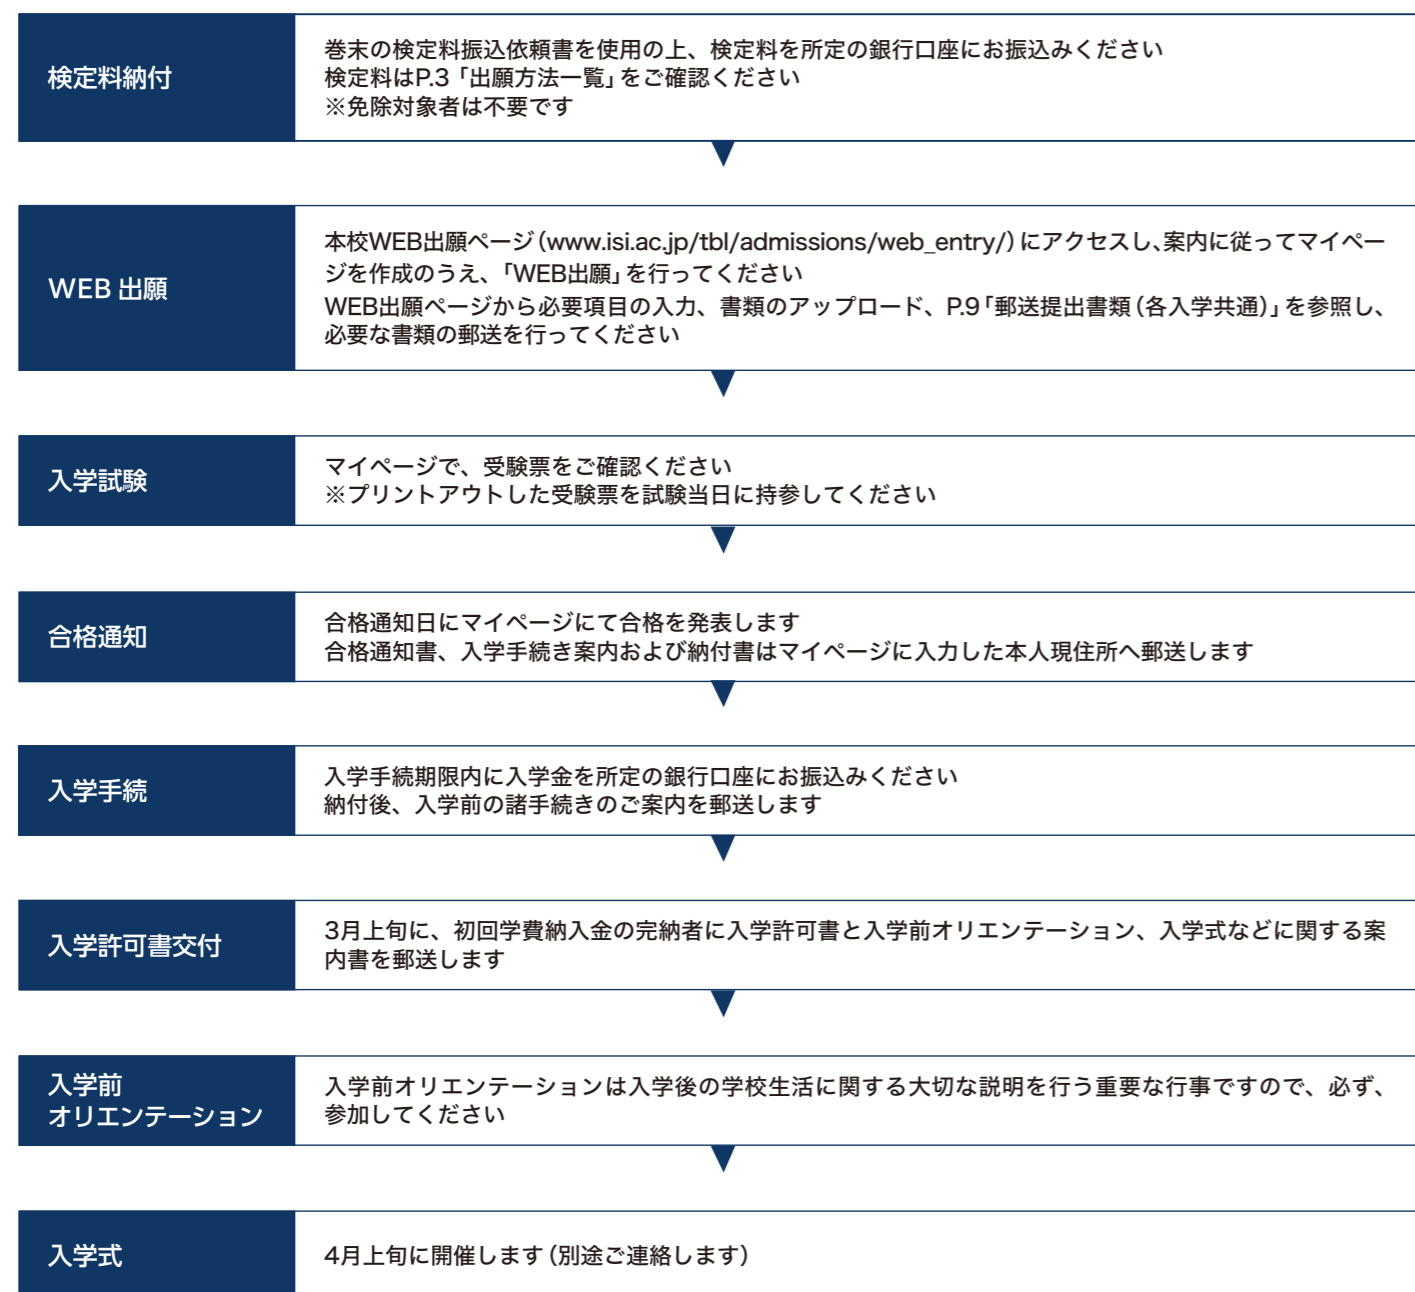 検定料納付
巻末の検定料振込依頼書を使用の上、検定料を所定の銀行口座にお振込みください
検定料はP.3「出願方法一覧」をご確認ください
※免除対象者は不要です
WEB 出願
本校WEB出願ページ（www.isi.ac.jp/tbl/admissions/web_entry/）にアクセスし、案内に従ってマイペー
ジを作成のうえ、「WEB出願」を行ってください
WEB出願ページから必要項目の入力、書類のアップロード、P.9「郵送提出書類（各入学共通）」を参照し、
必要な書類の郵送を行ってください
入学試験
マイページで、受験票をご確認ください
※プリントアウトした受験票を試験当日に持参してください
合格通知
合格通知日にマイページにて合格を発表します
合格通知書、入学手続き案内および納付書はマイページに入力した本人現住所へ郵送します
入学手続
入学手続期限内に入学金を所定の銀行口座にお振込みください
納付後、入学前の諸手続きのご案内を郵送します
入学許可書交付
3月上旬に、初回学費納入金の完納者に入学許可書と入学前オリエンテーション、入学式などに関する案
内書を郵送します
入学前
オリエンテーション
入学前オリエンテーションは入学後の学校生活に関する大切な説明を行う重要な行事ですので、必ず、
参加してください
入学式
4月上旬に開催します（別途ご連絡します）